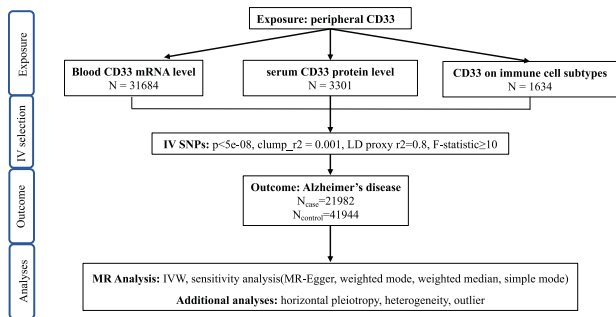 Exposure
Exposure: peripheral CD33
Blood CD33 mRNA level
N = 31684
serum CD33 protein level
N = 3301
CD33 on immune cell subtypes
N = 1634
IV selection
IV SNPs: p<5e-08, clump_r2 = 0.001, LD proxy r2=0.8, F-statistic≥10
Outcome
Outcome: Alzheimer's disease
Ncase=21982
Ncontrol=41944
Analyses
MR Analysis: IVW, sensitivity analysis(MR-Egger, weighted mode, weighted median, simple mode)
Additional analyses: horizontal pleiotropy, heterogeneity, outlier